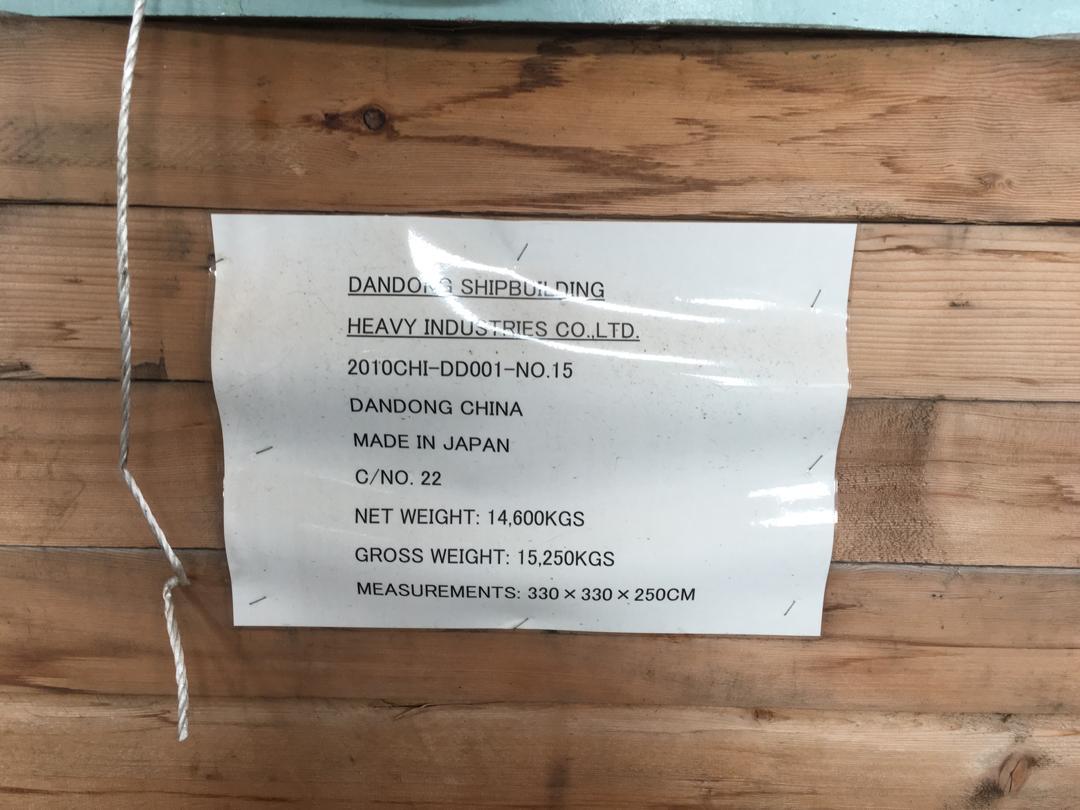 DANDONG SHIPBUILDING
HEAVY INDUSTRIES CO.,LTD.
2010CHI-DD001-NO.15
DANDONG CHINA
MADE IN JAPAN
C/NO. 22
NET WEIGHT: 14,600KGS
GROSS WEIGHT: 15,250KGS
MEASUREMENTS: 330×330×250CM